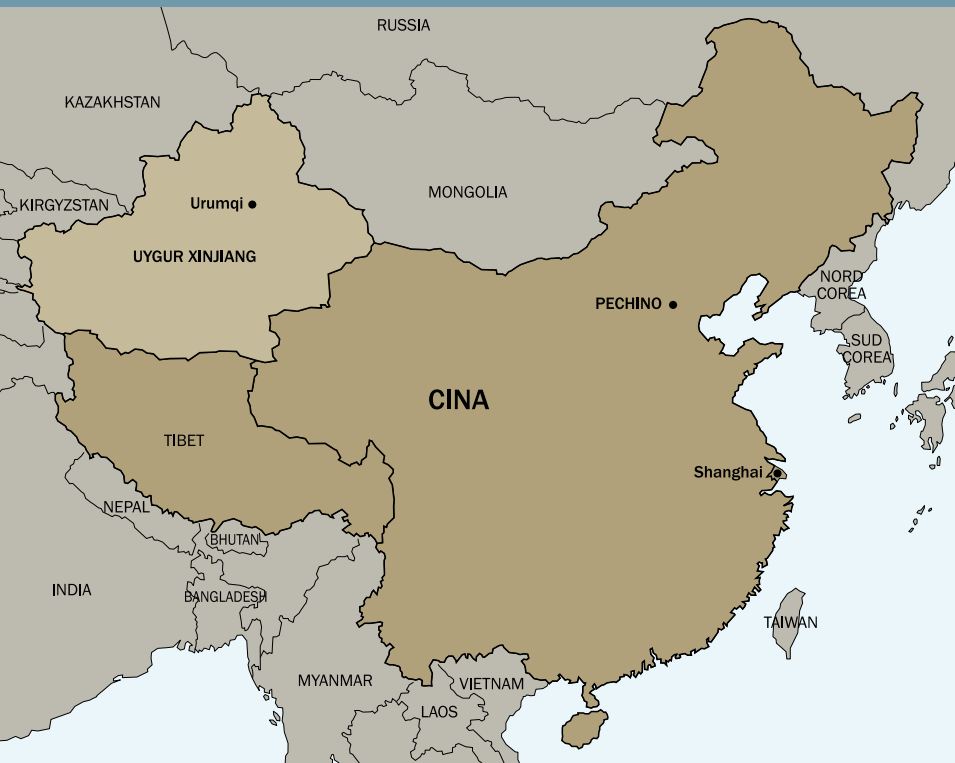 RUSSIA
KAZAKHSTAN
MONGOLIA
KIRGYZSTAN
Urumqi
UYGUR XINJIANG
NORD
COREA
PECHINO
SUD
COREA
CINA
TIBET
Shanghai
NEPAL
BHUTAN
INDIA
BANGLADESH
TAIWAN
MYANMAR
VIETNAM
LAOS